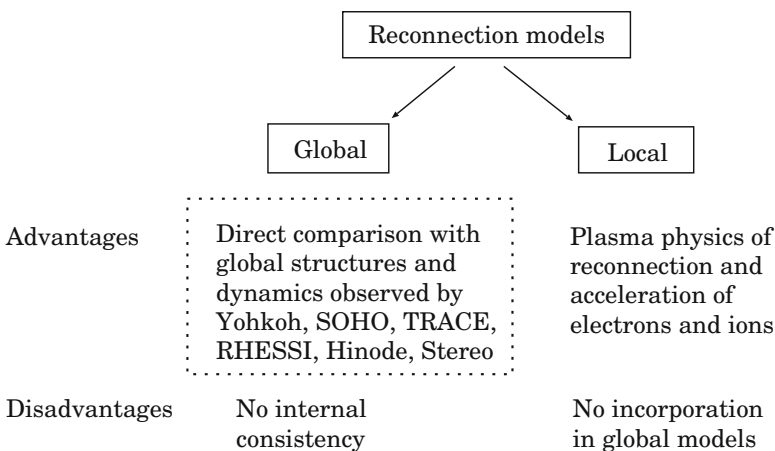 Reconnection models
Global
Local
Advantages
Direct comparison with
global structures and
dynamics observed by
Yohkoh, SOHO, TRACE,
RHESSI, Hinode, Stereo
Plasma physics of
reconnection and
acceleration of
electrons and ions
Disadvantages
No internal
consistency
No incorporation
in global models